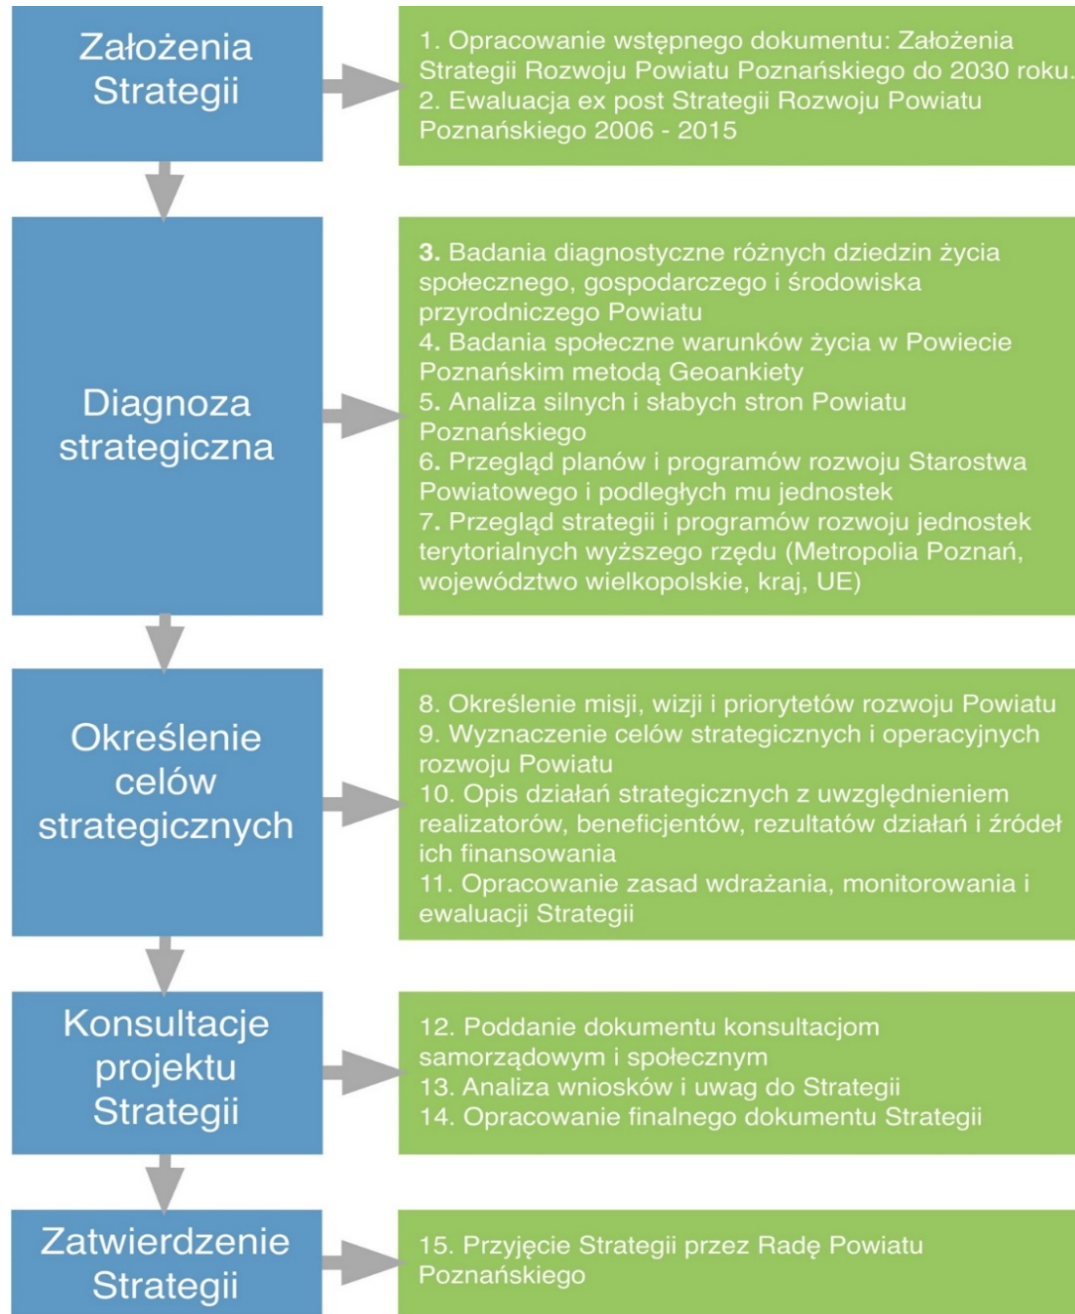 Założenia
Strategii
1. Opracowanie wstępnego dokumentu: Założenia
Strategii Rozwoju Powiatu Poznańskiego do 2030 roku.
2. Ewaluacja ex post Strategii Rozwoju Powiatu
Poznańskiego 2006 - 2015
Diagnoza
strategiczna
3. Badania diagnostyczne różnych dziedzin życia
społecznego, gospodarczego i środowiska
przyrodniczego Powiatu
4. Badania społeczne warunków życia w Powiecie
Poznańskim metodą Geoankiety
5. Analiza silnych i słabych stron Powiatu
Poznańskiego
6. Przegląd planów i programów rozwoju Starostwa
Powiatowego i podległych mu jednostek
7. Przegląd strategii i programów rozwoju jednostek
terytorialnych wyższego rzędu (Metropolia Poznań,
województwo wielkopolskie, kraj, UE)
Określenie
celów
strategicznych
8. Określenie misji, wizji i priorytetów rozwoju Powiatu
9. Wyznaczenie celów strategicznych i operacyjnych
rozwoju Powiatu
10. Opis działań strategicznych z uwzględnieniem
realizatorów, beneficjentów, rezultatów działań i źródeł
ich finansowania
11. Opracowanie zasad wdrażania, monitorowania i
ewaluacji Strategii
Konsultacje
projektu
Strategii
12. Poddanie dokumentu konsultacjom
samorządowym i społecznym
13. Analiza wniosków i uwag do Strategii
14. Opracowanie finalnego dokumentu Strategii
Zatwierdzenie
Strategii
15. Przyjęcie Strategii przez Radę Powiatu
Poznańskiego